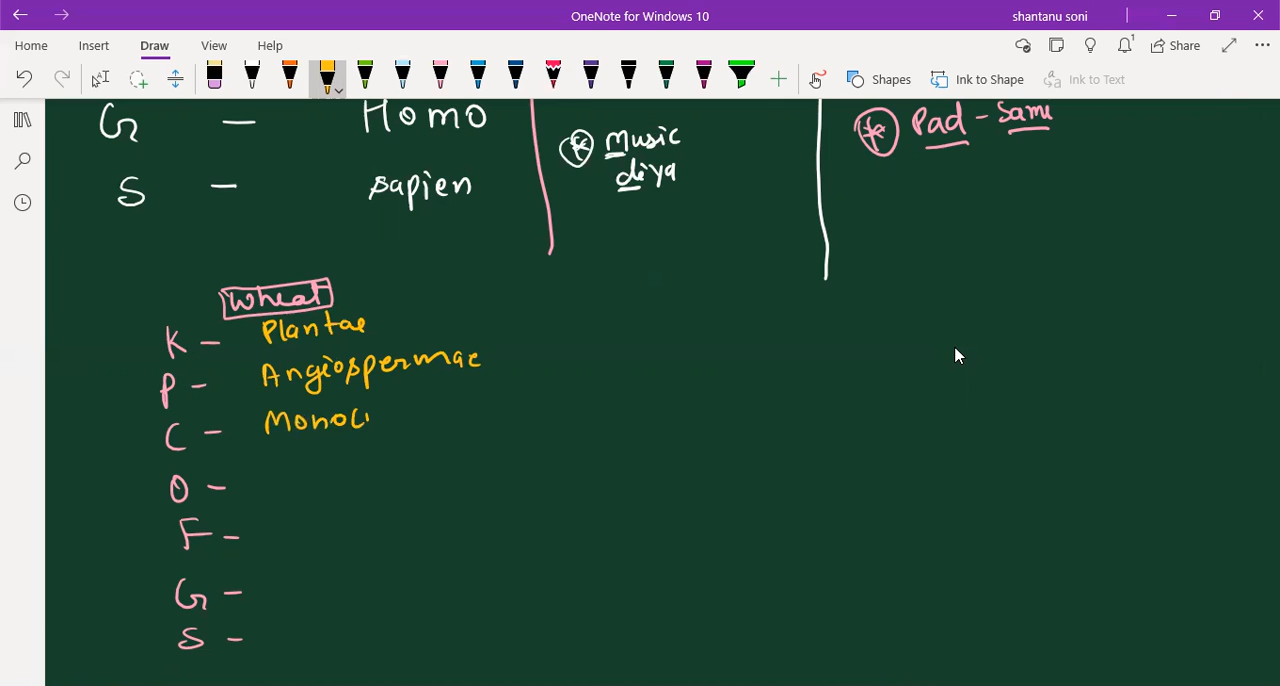 OneNote for Windows 10
shantanu soni
Home Insert Draw View Help
Share
Shapes Ink to Shape Ink to Text
G — Homo
S — sapien
Music
diya
Pad - Same
Wheat
K — Plantae
P — Angiospermae
C — Monoc
O —
F —
G —
S —